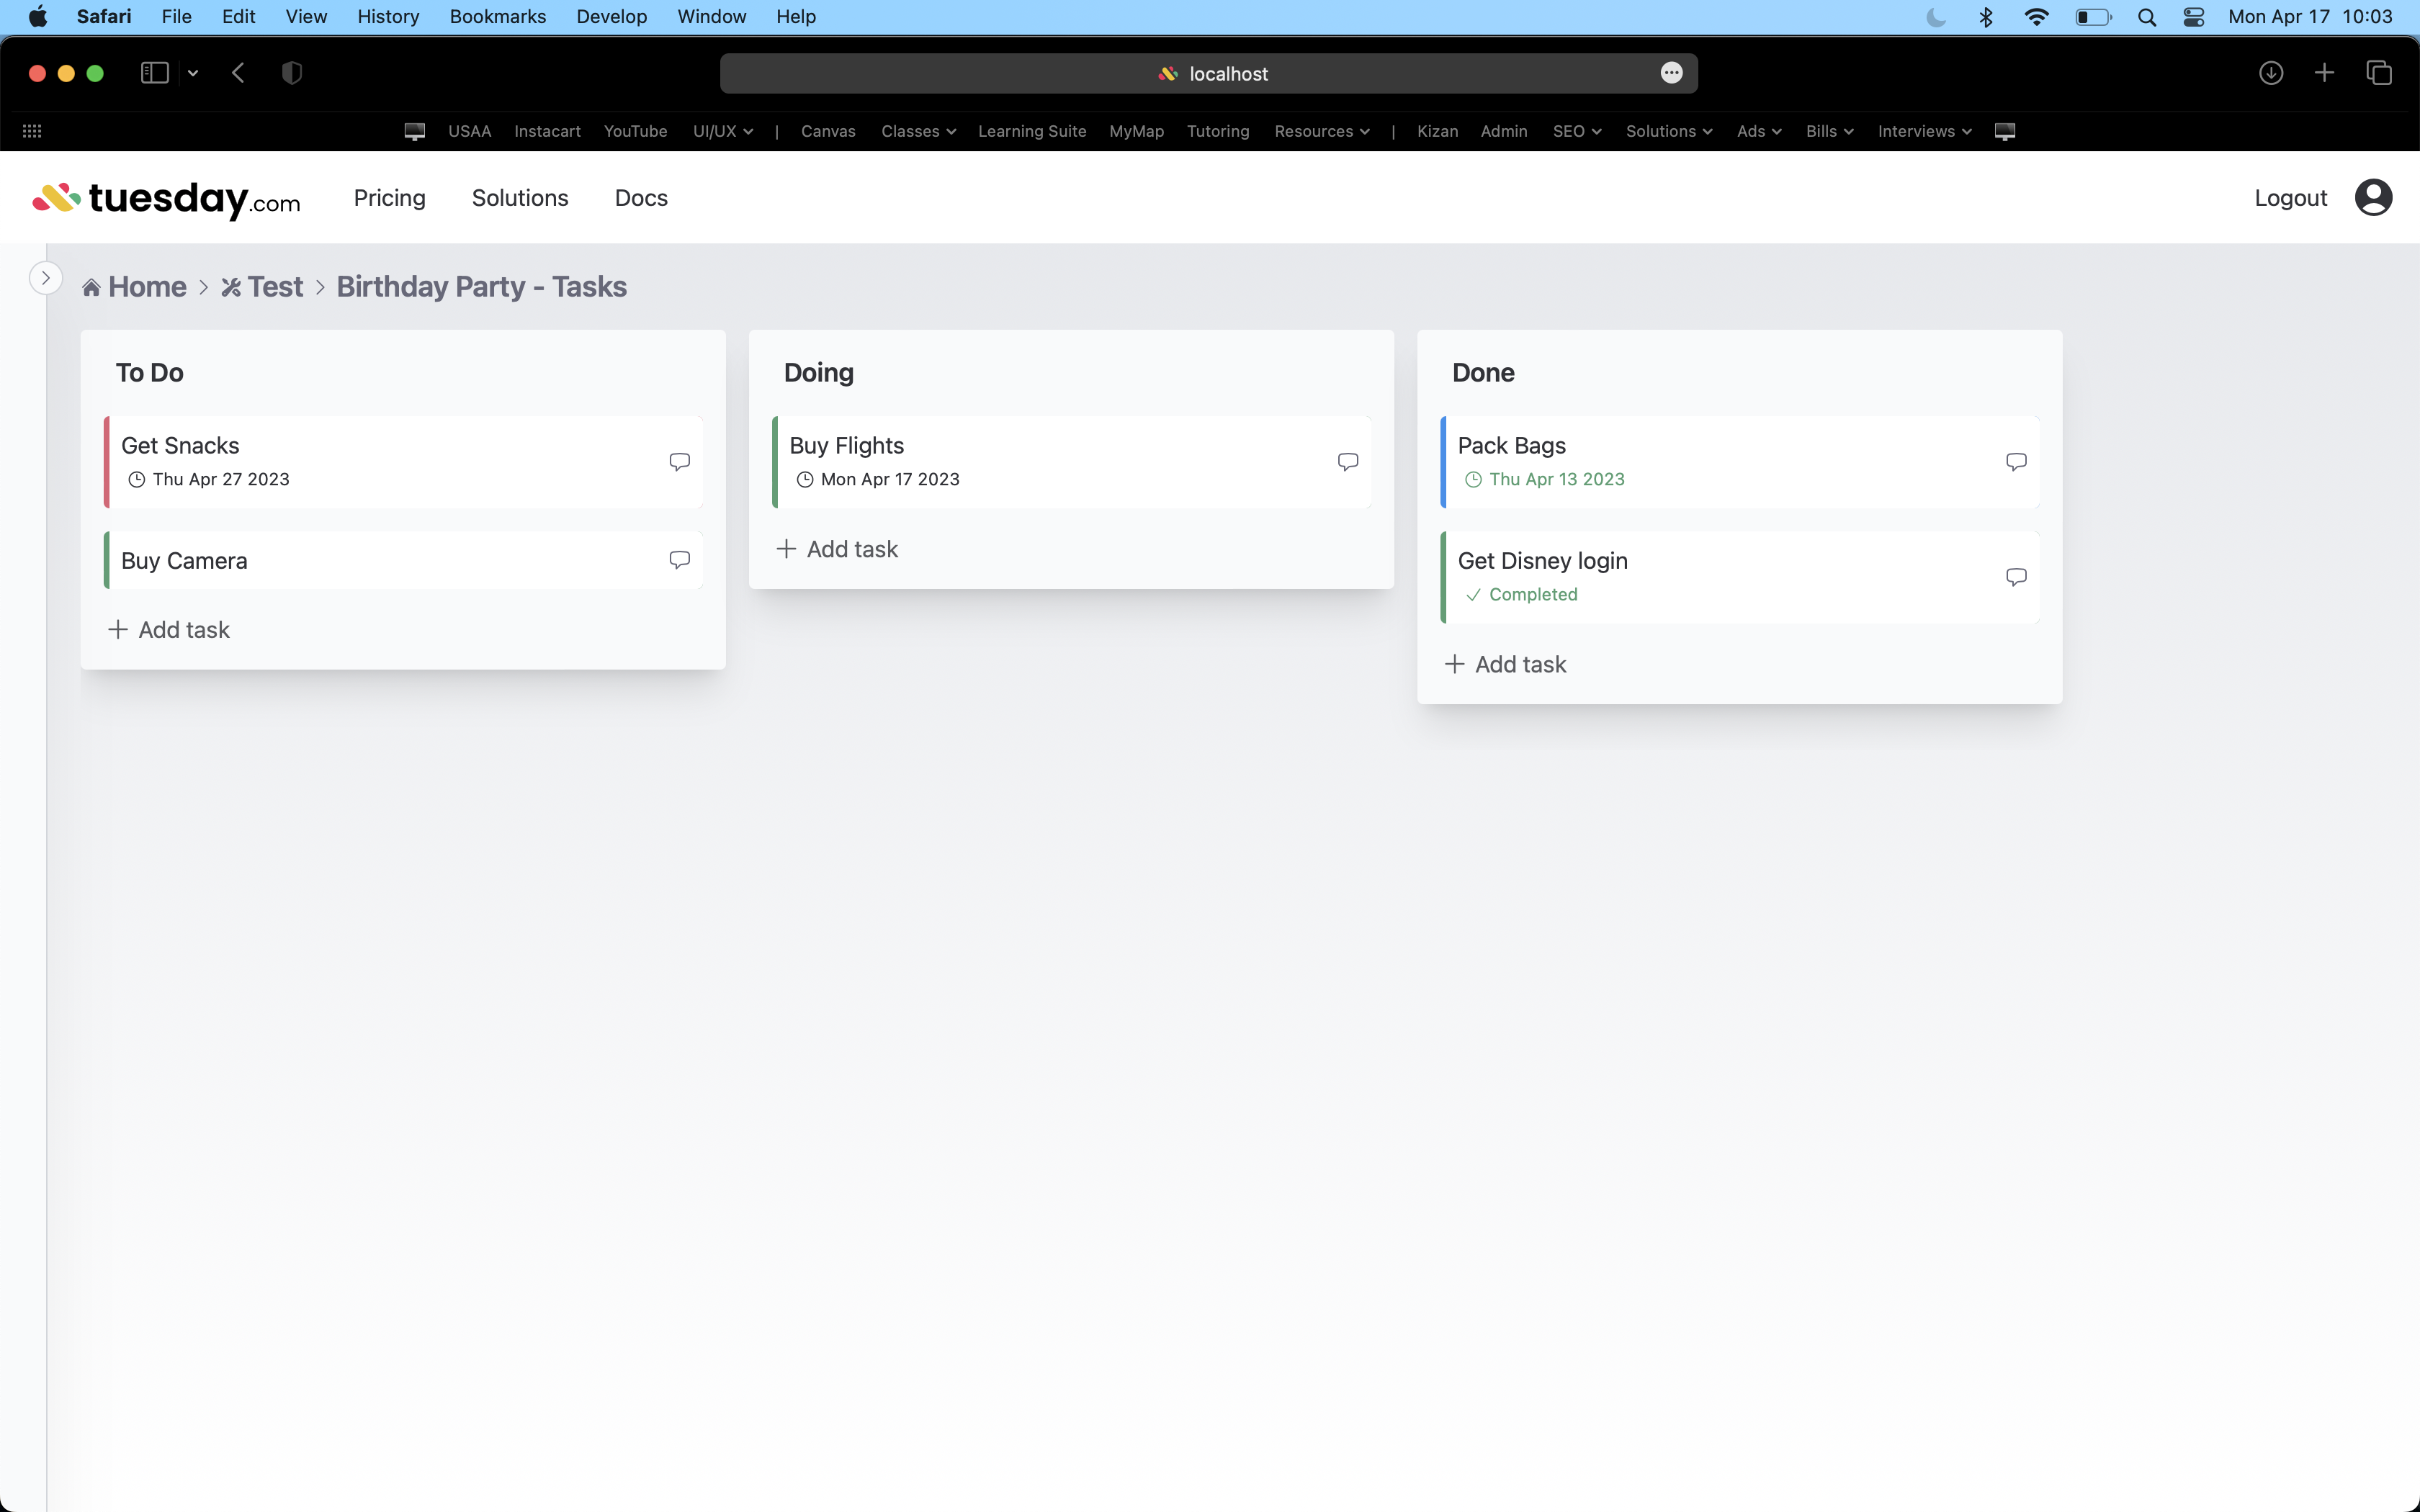 Safari File Edit View History Bookmarks Develop Window Help Mon Apr 17 10:03
localhost
USAA Instacart YouTube UI/UX | Canvas Classes Learning Suite MyMap Tutoring Resources | Kizan Admin SEO Solutions Ads Bills Interviews
tuesday.com Pricing Solutions Docs Logout
Home > Test > Birthday Party - Tasks
To Do
Get Snacks
Thu Apr 27 2023
Buy Camera
+ Add task
Doing
Buy Flights
Mon Apr 17 2023
+ Add task
Done
Pack Bags
Thu Apr 13 2023
Get Disney login
Completed
+ Add task